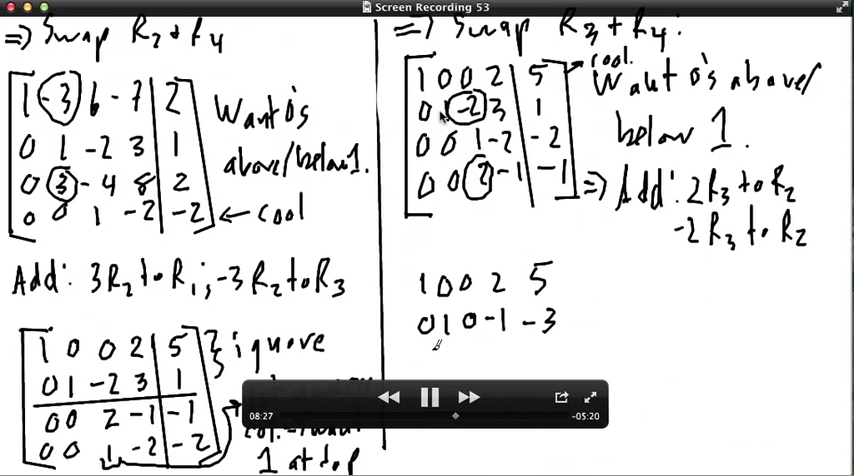 Screen Recording 53
⇒ Swap R2 + R4
1 -3 6 -7 | 2
0 1 -2 3 | 1
0 3 -4 8 | 2
0 0 1 -2 | -2
Want 0's
above/below 1.
← cool
Add: 3R2 to R1; -3R2 to R3
1 0 0 2 | 5
0 1 -2 3 | 1
0 0 2 -1 | -1
0 0 1 -2 | -2
ignore
1 at top
⇒ Swap R3 + R4:
1 0 0 2 | 5
0 1 -2 3 | 1
0 0 1 -2 | -2
0 0 2 -1 | -1
cool.
Want 0's above/
below 1.
⇒ Add: 2R3 to R2
-2R3 to R2
1 0 0 2 5
0 1 0 -1 -3
08:27
-05:20